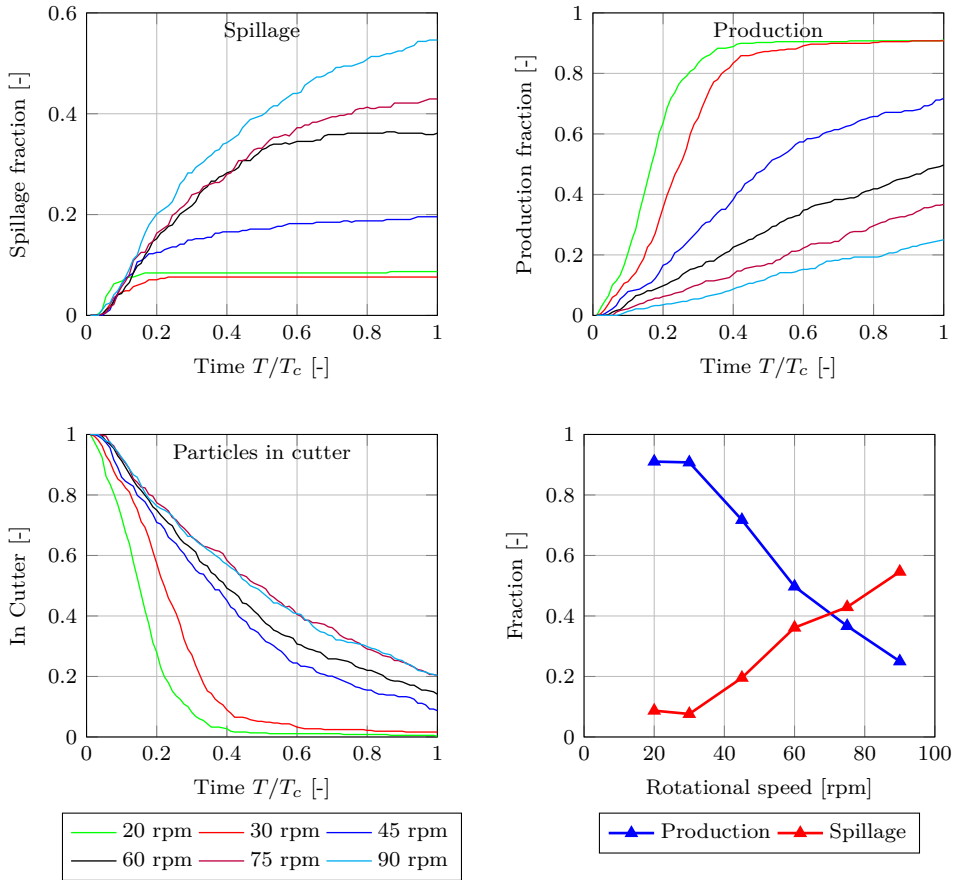 Spillage
Spillage fraction [-]
0.6
0.4
0.2
0
0.2 0.4 0.6 0.8 1
Time T/Tc [-]
Production
Production fraction [-]
1
0.8
0.6
0.4
0.2
0
0.2 0.4 0.6 0.8 1
Time T/Tc [-]
Particles in cutter
In Cutter [-]
1
0.8
0.6
0.4
0.2
0
0 0.2 0.4 0.6 0.8 1
Time T/Tc [-]
20 rpm 30 rpm 45 rpm
60 rpm 75 rpm 90 rpm
Fraction [-]
1
0.8
0.6
0.4
0.2
0
0 20 40 60 80 100
Rotational speed [rpm]
Production Spillage